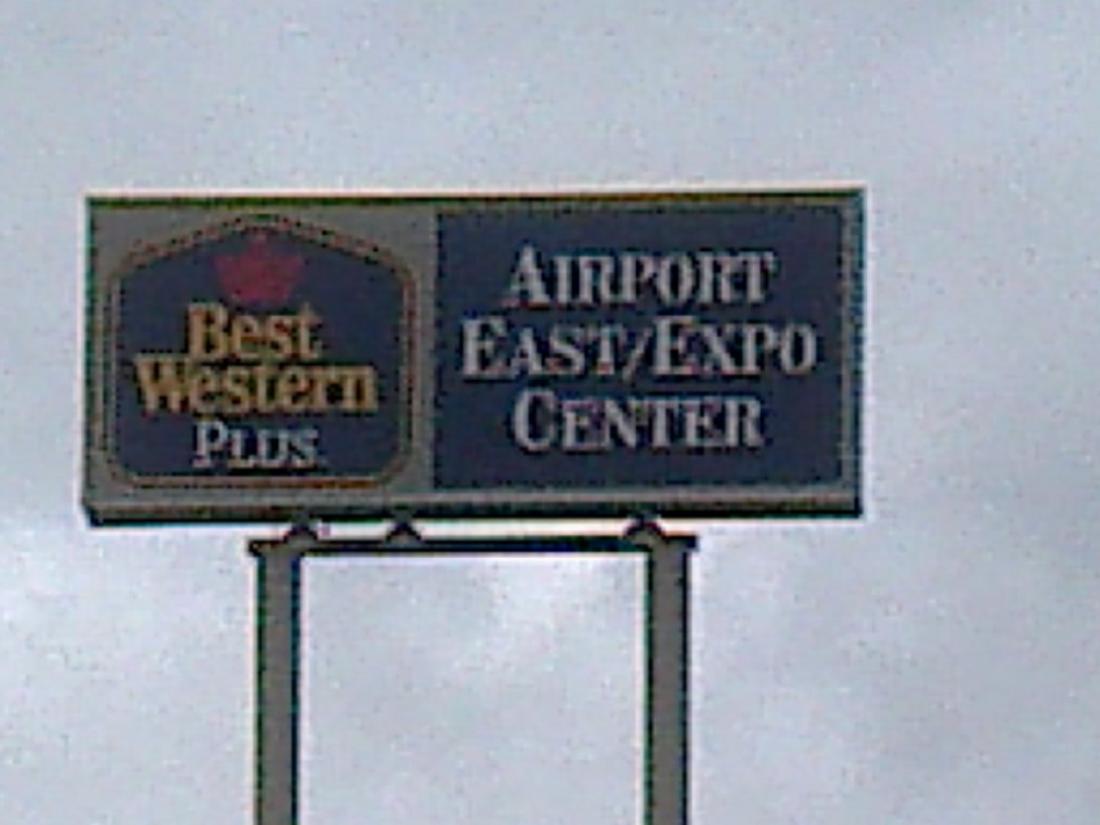 Best
Western
PLUS
AIRPORT
EAST/EXPO
CENTER